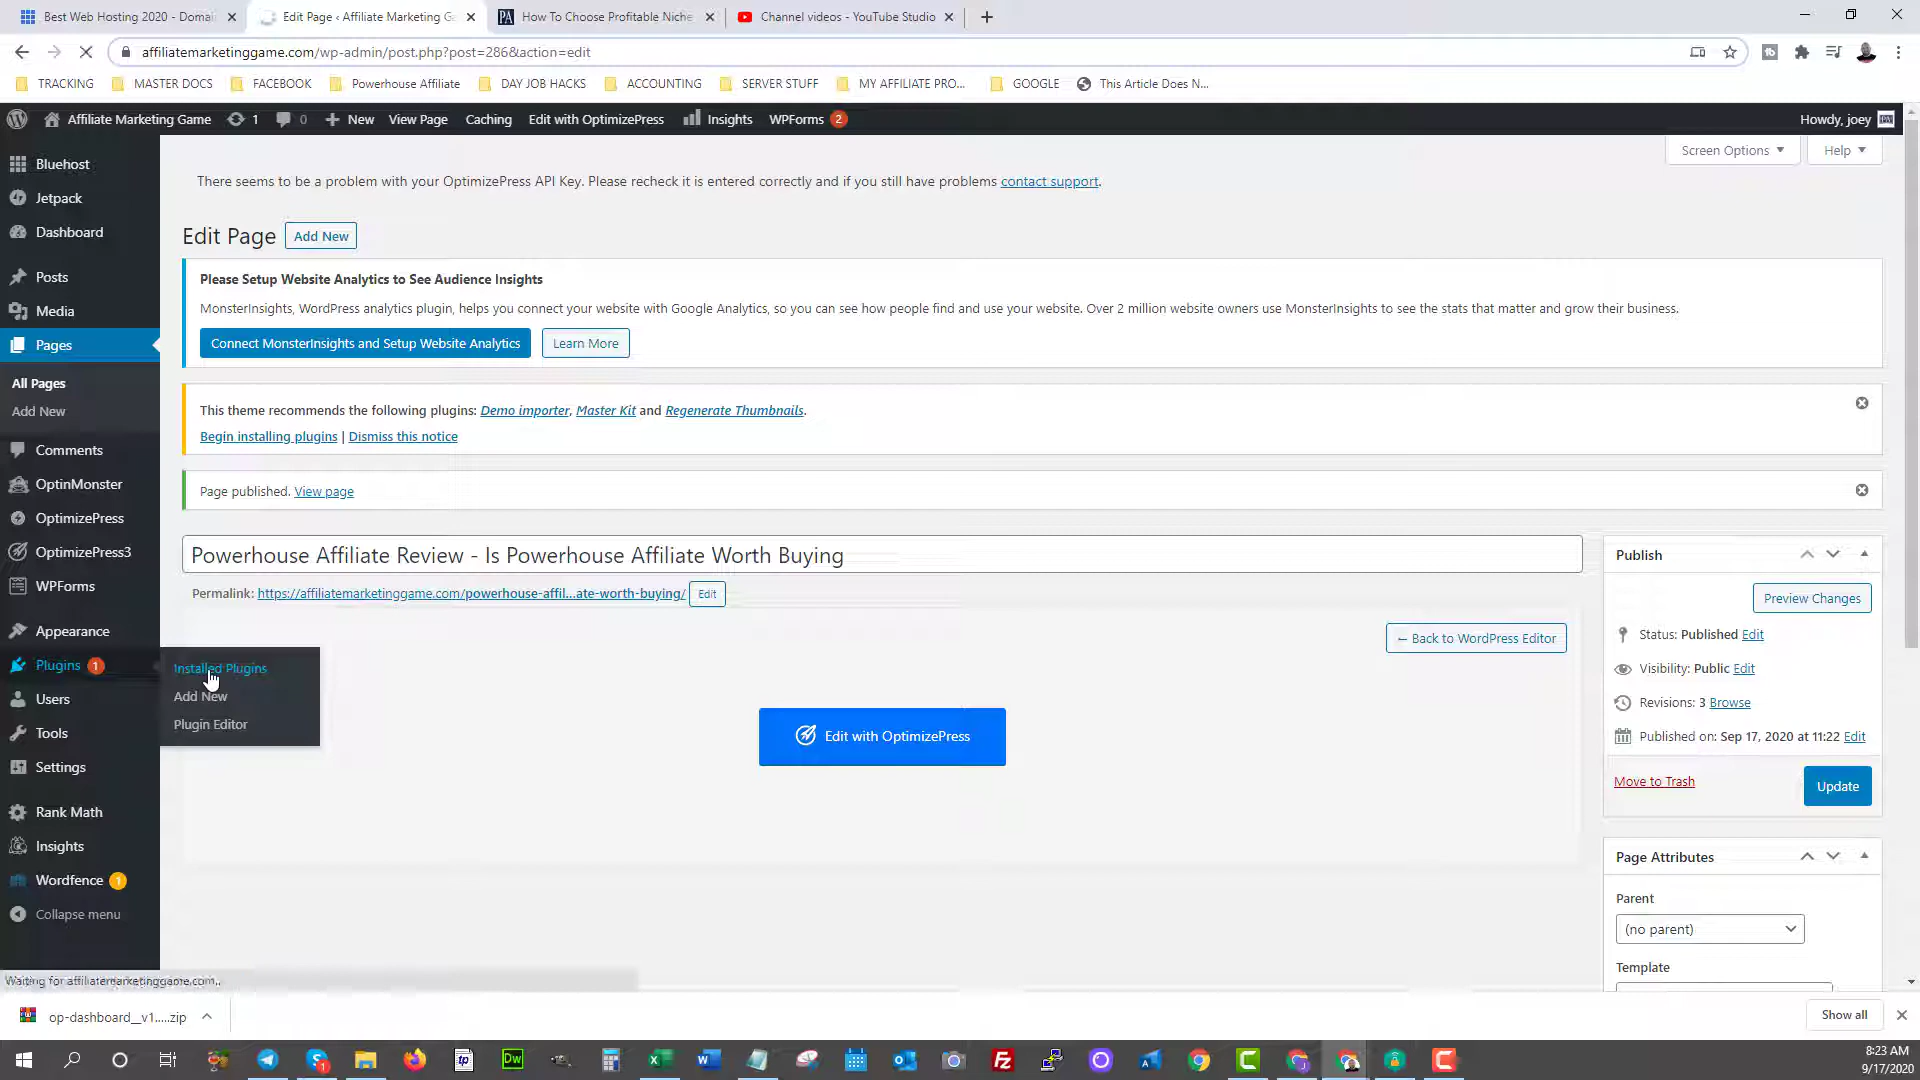 Best Web Hosting 2020 - Domai
Edit Page ‹ Affiliate Marketing G
PA
How To Choose Profitable Niche
Channel videos - YouTube Studio
affiliatemarketinggame.com/wp-admin/post.php?post=286&action=edit
TRACKING
MASTER DOCS
FACEBOOK
Powerhouse Affiliate
DAY JOB HACKS
ACCOUNTING
SERVER STUFF
MY AFFILIATE PRO...
GOOGLE
This Article Does N...
Affiliate Marketing Game
1
0
New
View Page
Caching
Edit with OptimizePress
Insights
WPForms
2
Howdy, joey
Bluehost
Jetpack
Dashboard
Posts
Media
Pages
All Pages
Add New
Comments
OptinMonster
OptimizePress
OptimizePress3
WPForms
Appearance
Plugins 1
Users
Tools
Settings
Rank Math
Insights
Wordfence 1
Collapse menu
Installed Plugins
Add New
Plugin Editor
Screen Options
Help
There seems to be a problem with your OptimizePress API Key. Please recheck it is entered correctly and if you still have problems contact support.
Edit Page
Add New
Please Setup Website Analytics to See Audience Insights
MonsterInsights, WordPress analytics plugin, helps you connect your website with Google Analytics, so you can see how people find and use your website. Over 2 million website owners use MonsterInsights to see the stats that matter and grow their business.
Connect MonsterInsights and Setup Website Analytics
Learn More
This theme recommends the following plugins: Demo importer, Master Kit and Regenerate Thumbnails.
Begin installing plugins | Dismiss this notice
Page published. View page
Powerhouse Affiliate Review - Is Powerhouse Affiliate Worth Buying
Permalink: https://affiliatemarketinggame.com/powerhouse-affil...ate-worth-buying/
Edit
← Back to WordPress Editor
Edit with OptimizePress
Publish
Preview Changes
Status: Published Edit
Visibility: Public Edit
Revisions: 3 Browse
Published on: Sep 17, 2020 at 11:22 Edit
Move to Trash
Update
Page Attributes
Parent
(no parent)
Template
Waiting for affiliatemarketinggame.com...
op-dashboard__v1.....zip
Show all
8:23 AM
9/17/2020